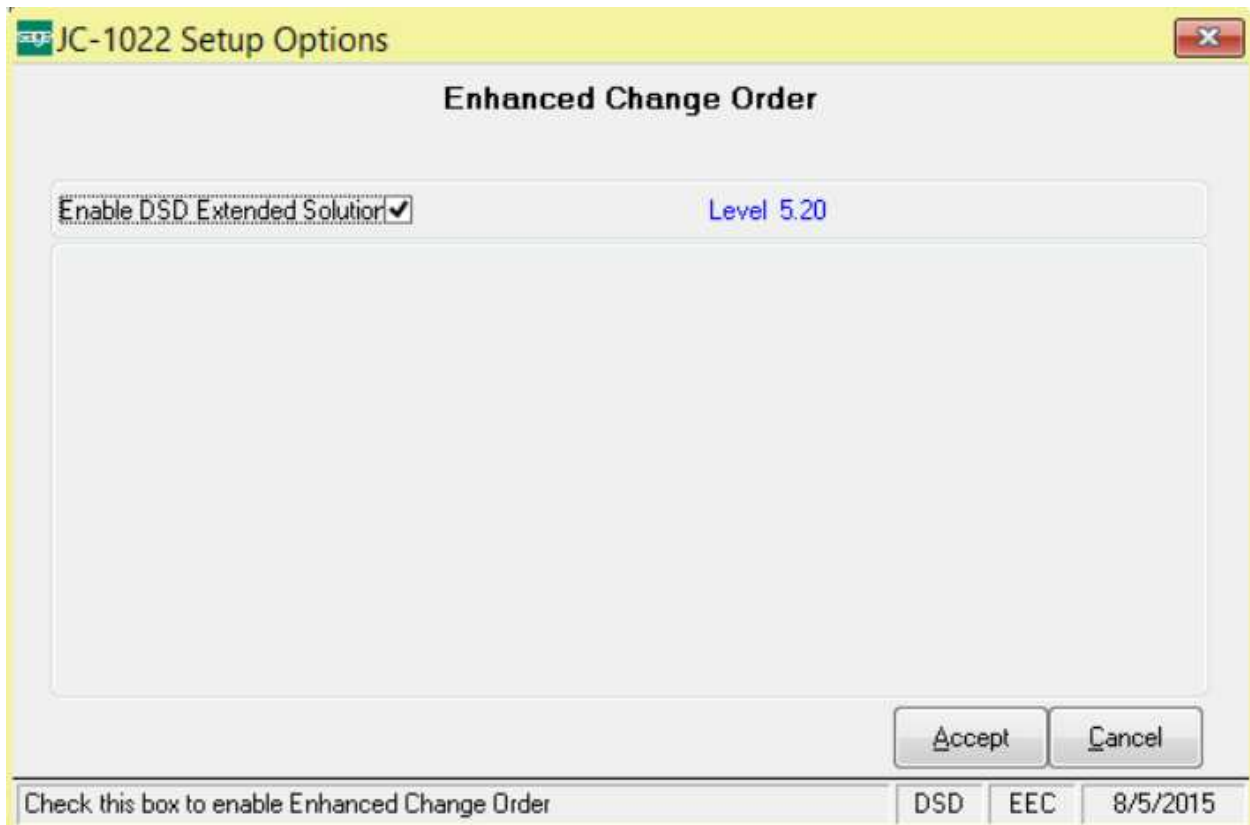 sage JC-1022 Setup Options
Enhanced Change Order
Enable DSD Extended Solution Level 5.20
Accept Cancel
Check this box to enable Enhanced Change Order DSD EEC 8/5/2015